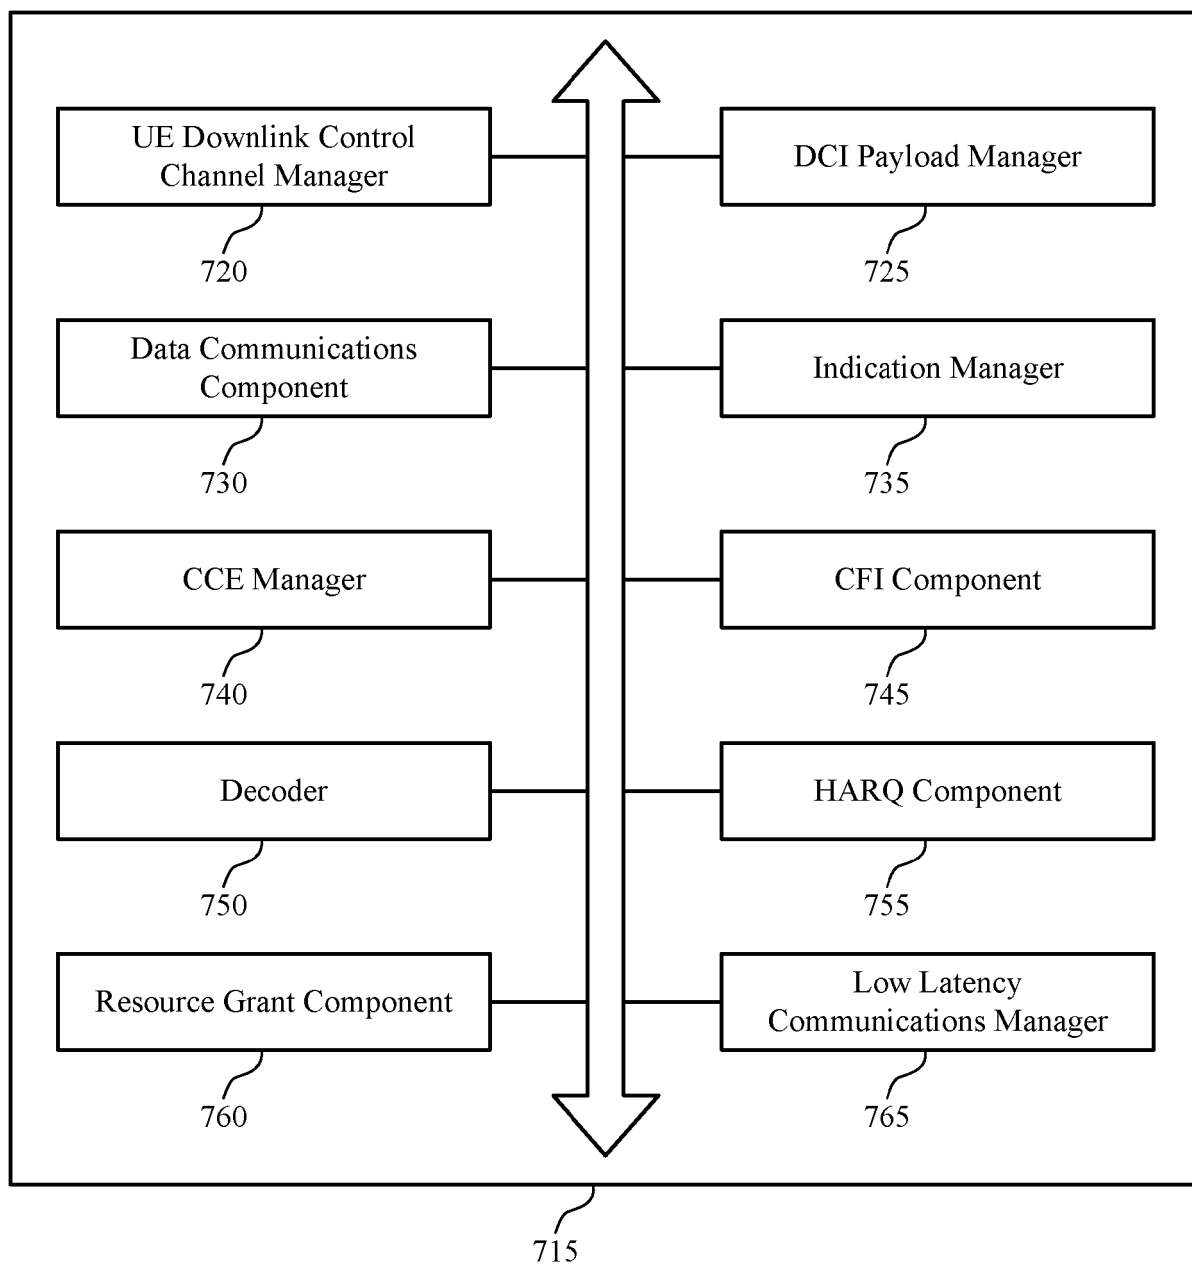 UE Downlink Control
Channel Manager
720
DCI Payload Manager
725
Data Communications
Component
730
Indication Manager
735
CCE Manager
740
CFI Component
745
Decoder
750
HARQ Component
755
Resource Grant Component
760
Low Latency
Communications Manager
765
715